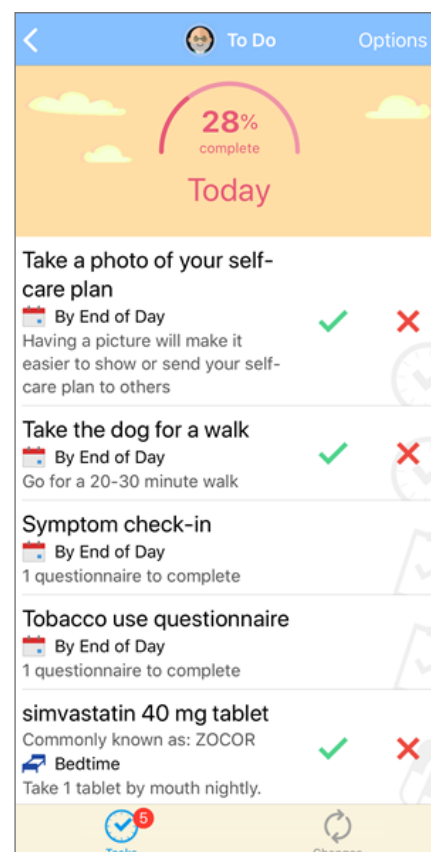 To Do
Options
28%
complete
Today
Take a photo of your self-
care plan
By End of Day
Having a picture will make it
easier to show or send your self-
care plan to others
Take the dog for a walk
By End of Day
Go for a 20-30 minute walk
Symptom check-in
By End of Day
1 questionnaire to complete
Tobacco use questionnaire
By End of Day
1 questionnaire to complete
simvastatin 40 mg tablet
Commonly known as: ZOCOR
Bedtime
Take 1 tablet by mouth nightly.
5
Tasks
Changes